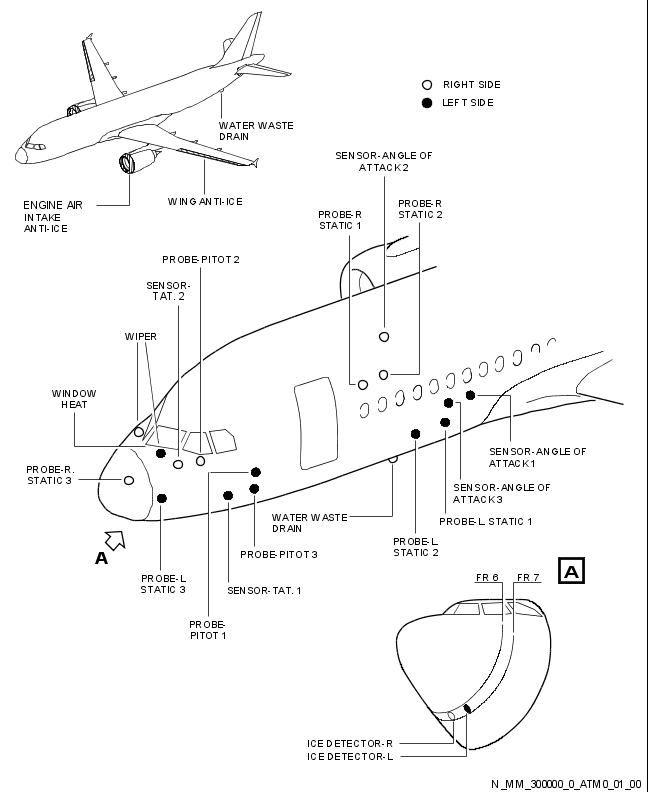 RIGHT SIDE
LEFT SIDE
WATER WASTE
DRAIN
WING ANTI-ICE
ENGINE AIR
INTAKE
ANTI-ICE
SENSOR-ANGLE OF
ATTACK 2
PROBE-R
STATIC 1
PROBE-R
STATIC 2
PROBE-PITOT 2
SENSOR-
TAT. 2
WIPER
WINDOW
HEAT
PROBE-R.
STATIC 3
A
PROBE-L
STATIC 3
SENSOR-TAT. 1
PROBE-
PITOT 1
PROBE-PITOT 3
WATER WASTE
DRAIN
PROBE-L
STATIC 2
PROBE-L STATIC 1
SENSOR-ANGLE OF
ATTACK 3
SENSOR-ANGLE OF
ATTACK 1
A
FR 6
FR 7
ICE DETECTOR-R
ICE DETECTOR-L
N_MM_300000_0_ATM0_01_00